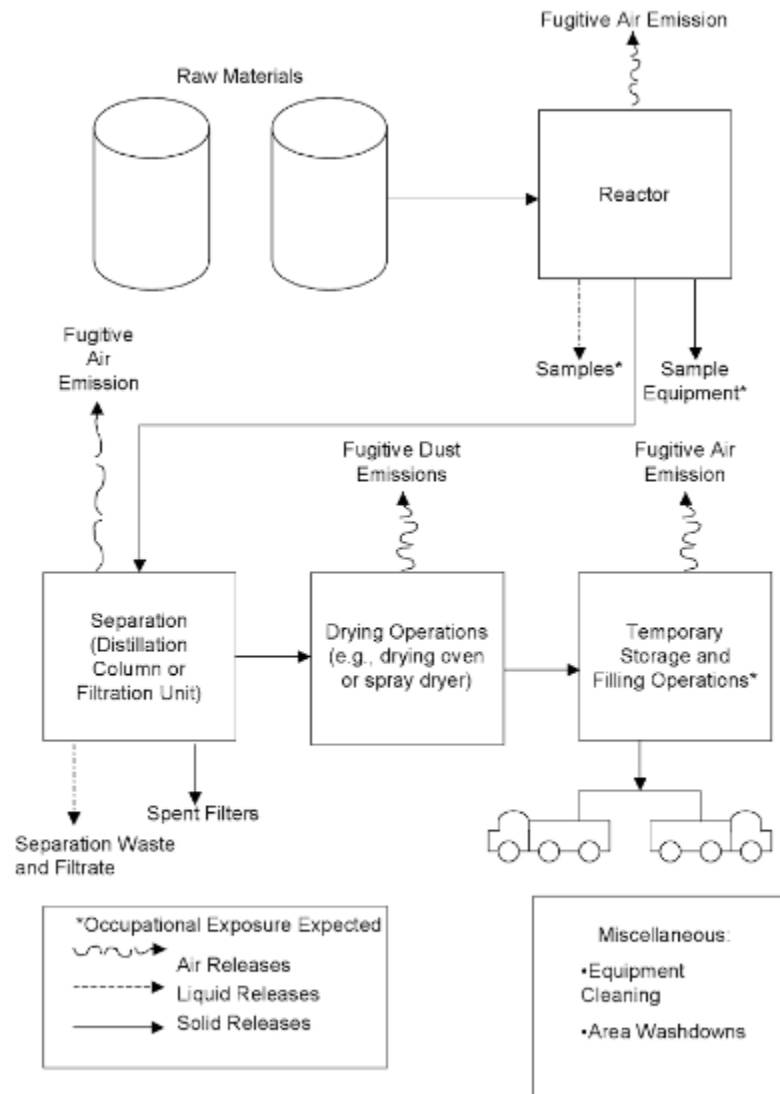 Fugitive Air Emission
Raw Materials
Reactor
Samples*
Sample
Equipment*
Fugitive
Air
Emission
Fugitive Dust
Emissions
Fugitive Air
Emission
Separation
(Distillation
Column or
Filtration Unit)
Drying Operations
(e.g., drying oven
or spray dryer)
Temporary
Storage and
Filling Operations*
Spent Filters
Separation Waste
and Filtrate
*Occupational Exposure Expected
Air Releases
Liquid Releases
Solid Releases
Miscellaneous:
•Equipment
Cleaning
•Area Washdowns